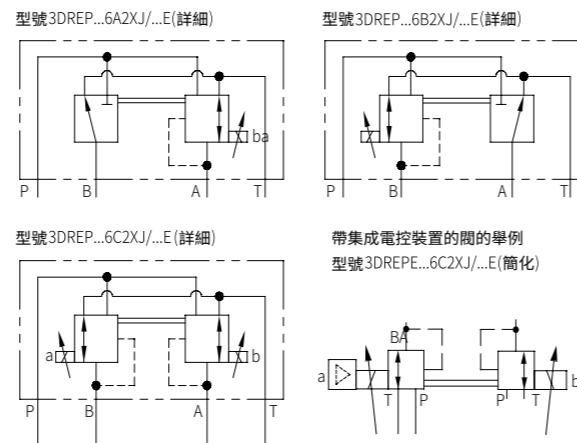 型號3DREP...6A2XJ/...E(詳細)
型號3DREP...6B2XJ/...E(詳細)
ba
P B A T
P B A T
型號3DREP...6C2XJ/...E(詳細)
帶集成電控裝置的閥的舉例
型號3DREPE...6C2XJ/...E(簡化)
BA
a b
a b
T P P T
P B A T